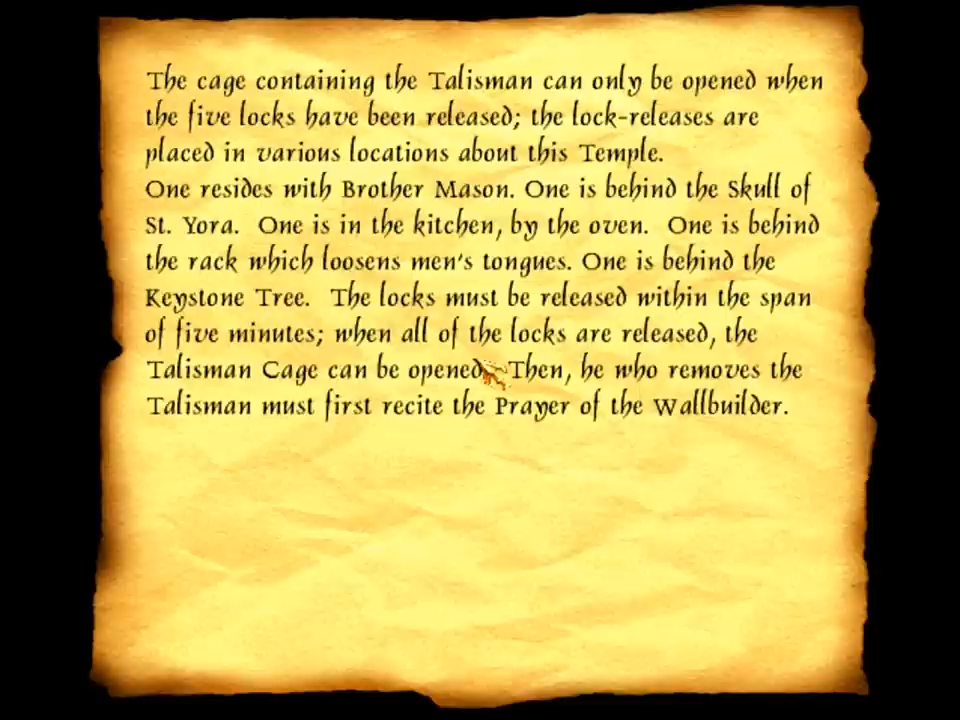 The cage containing the Talisman can only be opened when
the five locks have been released; the lock-releases are
placed in various locations about this Temple.
One resides with Brother Mason. One is behind the Skull of
St. Yora.  One is in the kitchen, by the oven.  One is behind
the rack which loosens men's tongues. One is behind the
Keystone Tree.  The locks must be released within the span
of five minutes; when all of the locks are released, the
Talisman Cage can be opened. Then, he who removes the
Talisman must first recite the Prayer of the Wallbuilder.